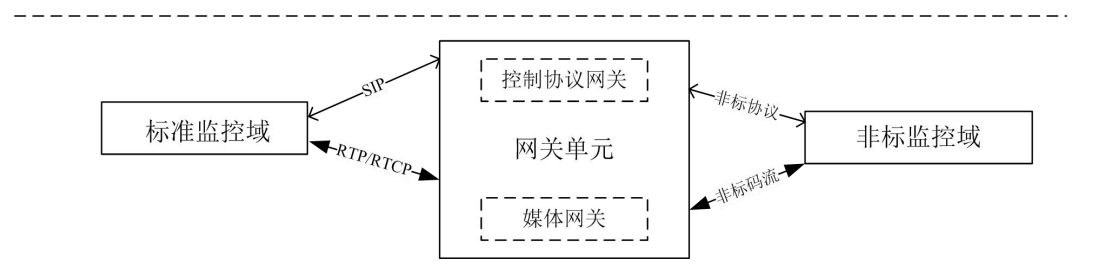 控制协议网关
SIP
非标协议
标准监控域
网关单元
非标监控域
RTP/RTCP
非标码流
媒体网关